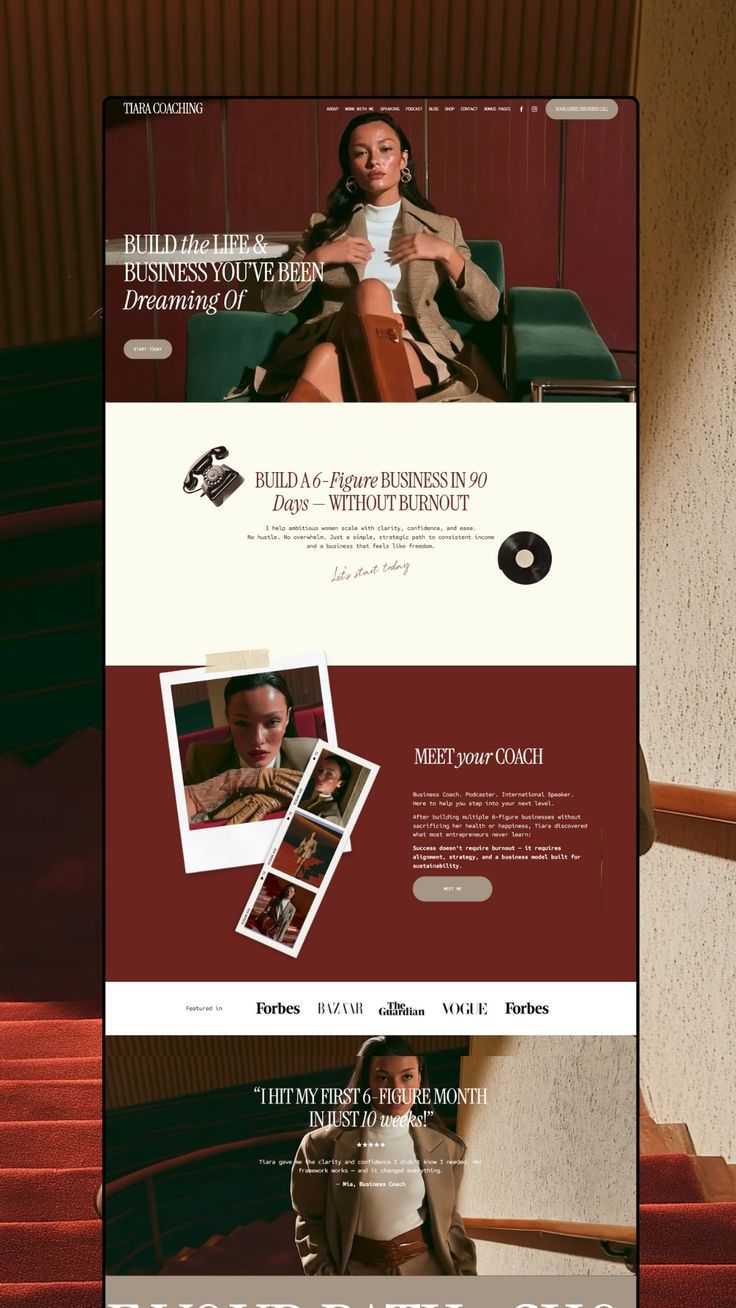 TIARA COACHING
ABOUT WORK WITH ME SPEAKING PODCAST BLOG SHOP CONTACT BONUS PAGES
BOOK A FREE DISCOVERY CALL
BUILD the LIFE &
BUSINESS YOU'VE BEEN
Dreaming Of
START TODAY
BUILD A 6-Figure BUSINESS IN 90
Days — WITHOUT BURNOUT
I help ambitious women scale with clarity, confidence, and ease.
No hustle. No overwhelm. Just a simple, strategic path to consistent income
and a business that feels like freedom.
Let's start today
MEET your COACH
Business Coach. Podcaster. International Speaker.
Here to help you step into your next level.
After building multiple 6-figure businesses without
sacrificing her health or happiness, Tiara discovered
what most entrepreneurs never learn:
Success doesn't require burnout — it requires
alignment, strategy, and a business model built for
sustainability.
MEET ME
Featured in
Forbes
BAZAAR
The
Guardian
VOGUE
Forbes
"I HIT MY FIRST 6-FIGURE MONTH
IN JUST 10 weeks!"
★★★★★
Tiara gave me the clarity and confidence I didn't know I needed. Her
framework works — and it changed everything.
— Mia, Business Coach